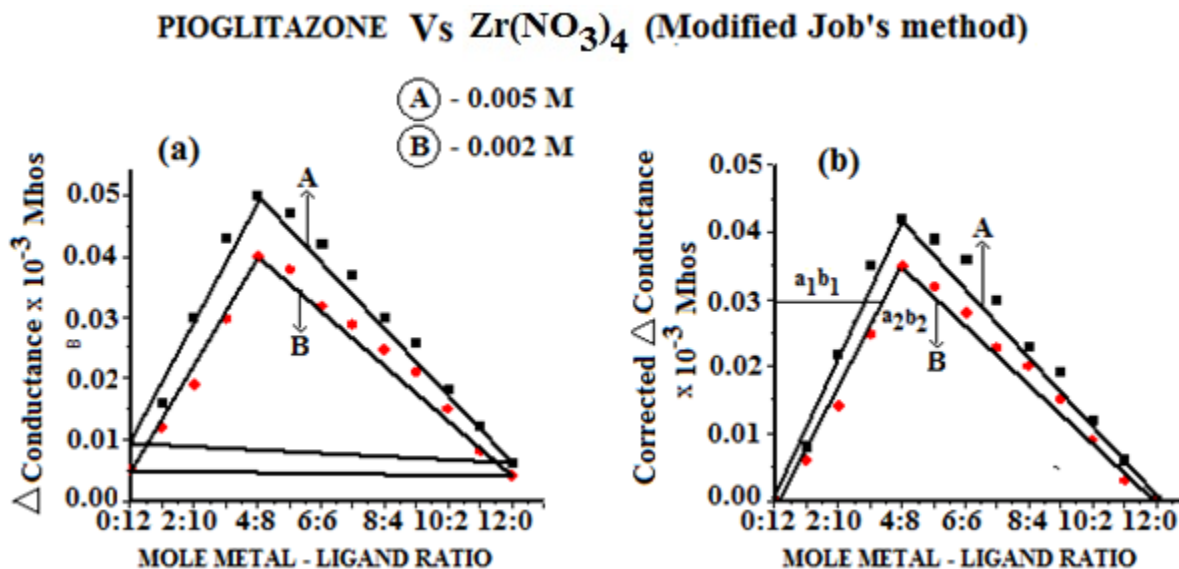 PIOGLITAZONE Vs Zr(NO3)4 (Modified Job's method)
A - 0.005 M
B - 0.002 M
(a)
△ Conductance x 10-3 Mhos
B
0.05
0.04
0.03
0.02
0.01
0.00
A
B
0:12 2:10 4:8 6:6 8:4 10:2 12:0
MOLE METAL - LIGAND RATIO
(b)
Corrected △ Conductance
x 10-3 Mhos
0.05
0.04
0.03
0.02
0.01
0.00
A
a1b1
a2b2
B
0:12 2:10 4:8 6:6 8:4 10:2 12:0
MOLE METAL - LIGAND RATIO